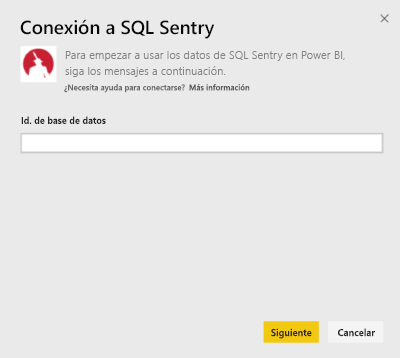 Conexión a SQL Sentry
Para empezar a usar los datos de SQL Sentry en Power BI,
siga los mensajes a continuación.
¿Necesita ayuda para conectarse? Más información
Id. de base de datos
Siguiente Cancelar